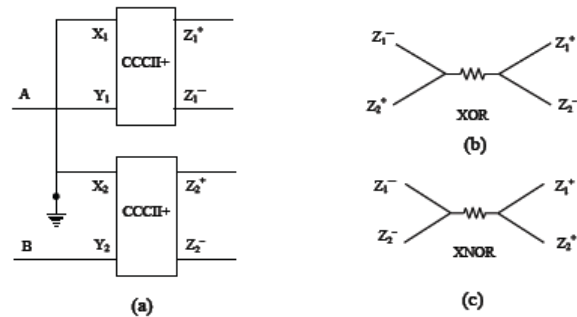 X₁
CCCII+
Z₁⁺
A
Y₁
Z₁⁻
X₂
CCCII+
Z₂⁺
B
Y₂
Z₂⁻
(a)
Z₁⁻
Z₁⁺
Z₂⁺
Z₂⁻
XOR
(b)
Z₁⁻
Z₁⁺
Z₂⁻
Z₂⁺
XNOR
(c)